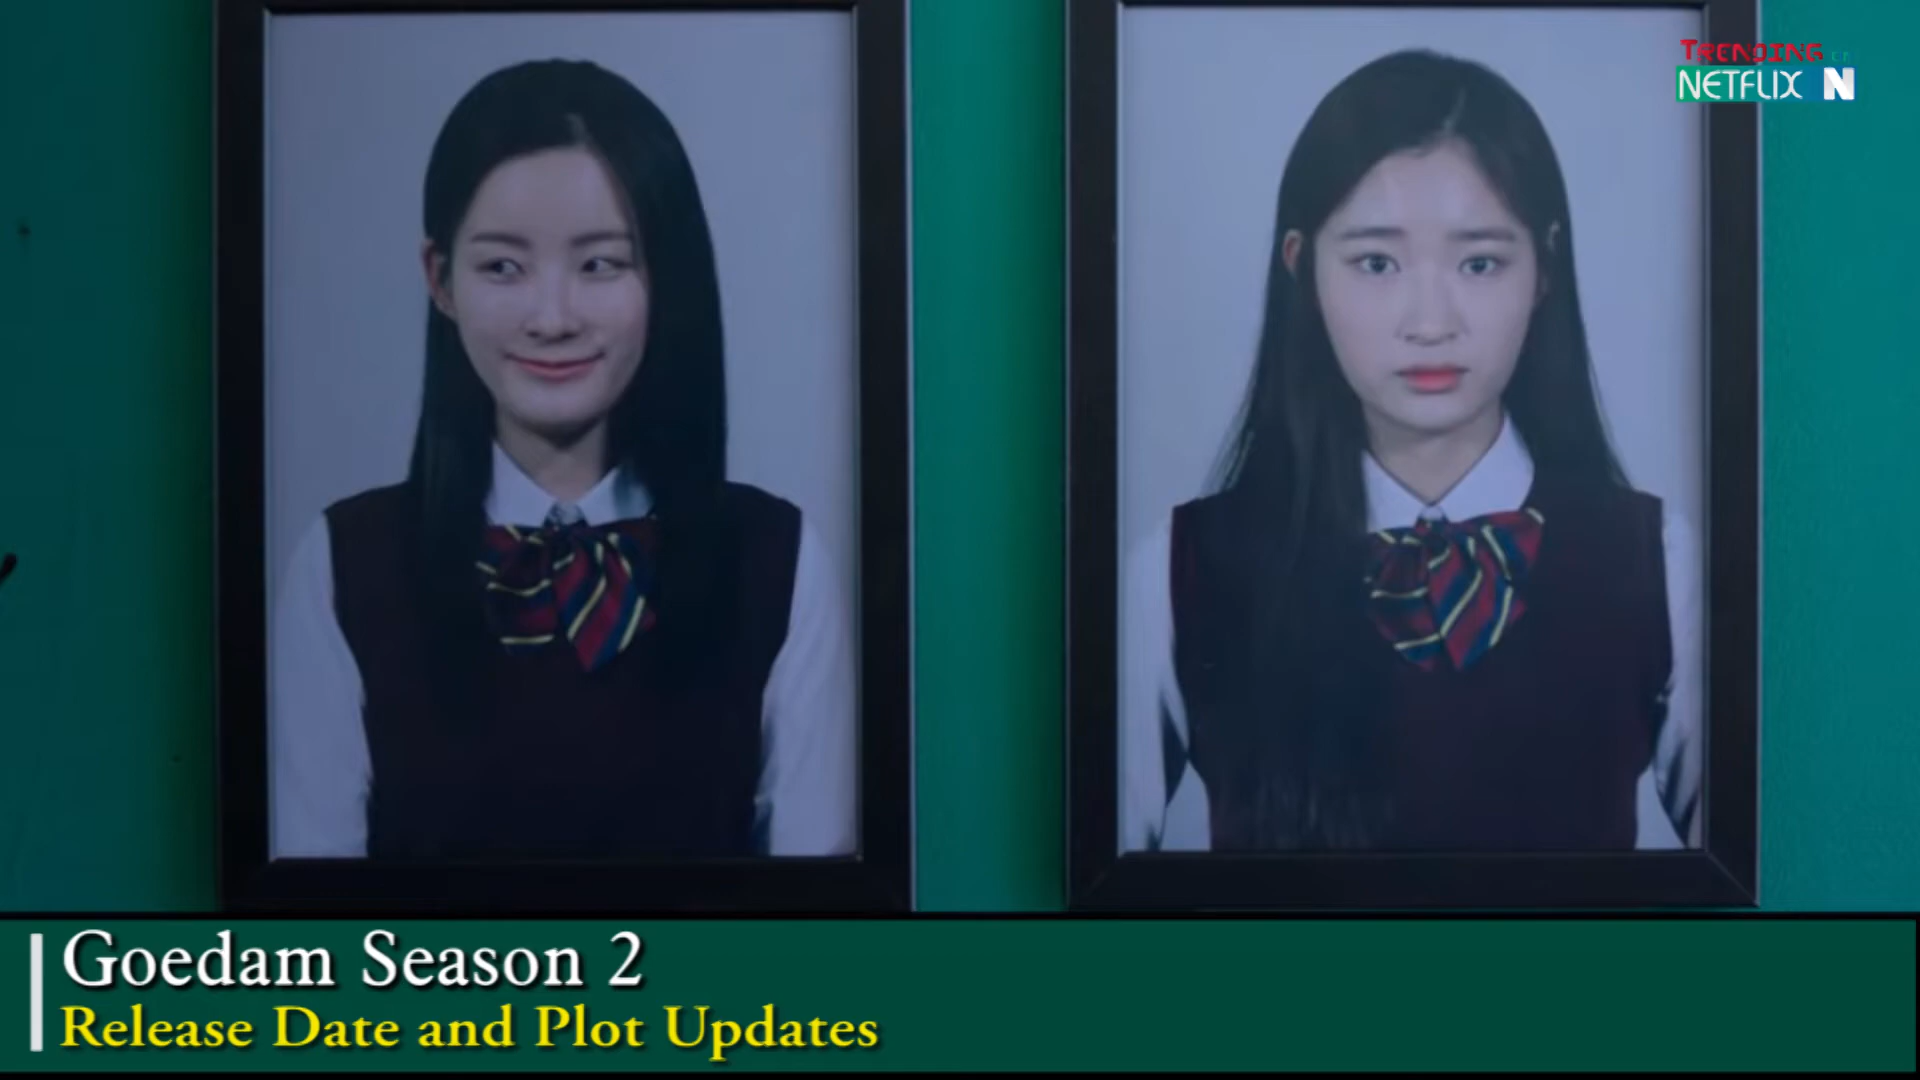 TRENDING
NETFLIX N
Goedam Season 2
Release Date and Plot Updates